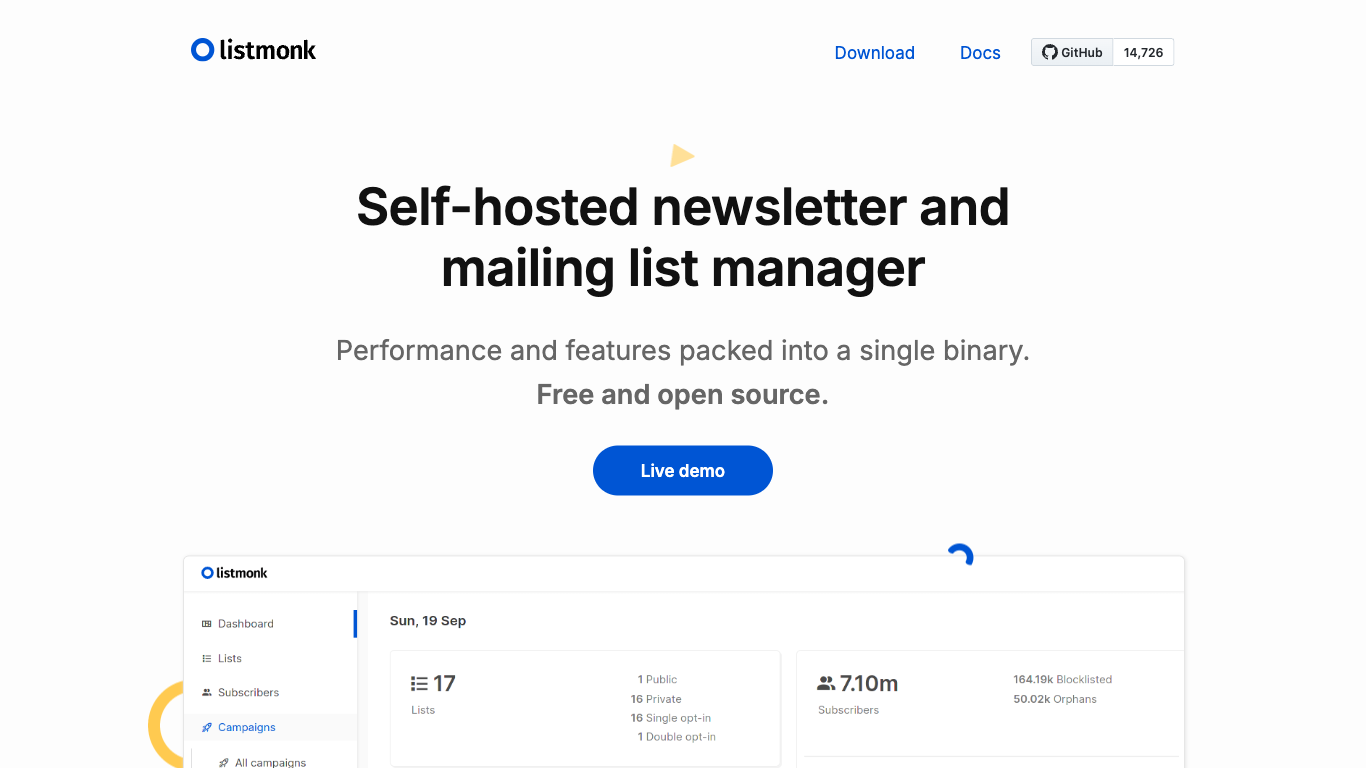 listmonk
Download
Docs
GitHub
14,726
Self-hosted newsletter and
mailing list manager
Performance and features packed into a single binary.
Free and open source.
Live demo
listmonk
Dashboard
Lists
Subscribers
Campaigns
All campaigns
Sun, 19 Sep
17
Lists
1 Public
16 Private
16 Single opt-in
1 Double opt-in
7.10m
Subscribers
164.19k Blocklisted
50.02k Orphans